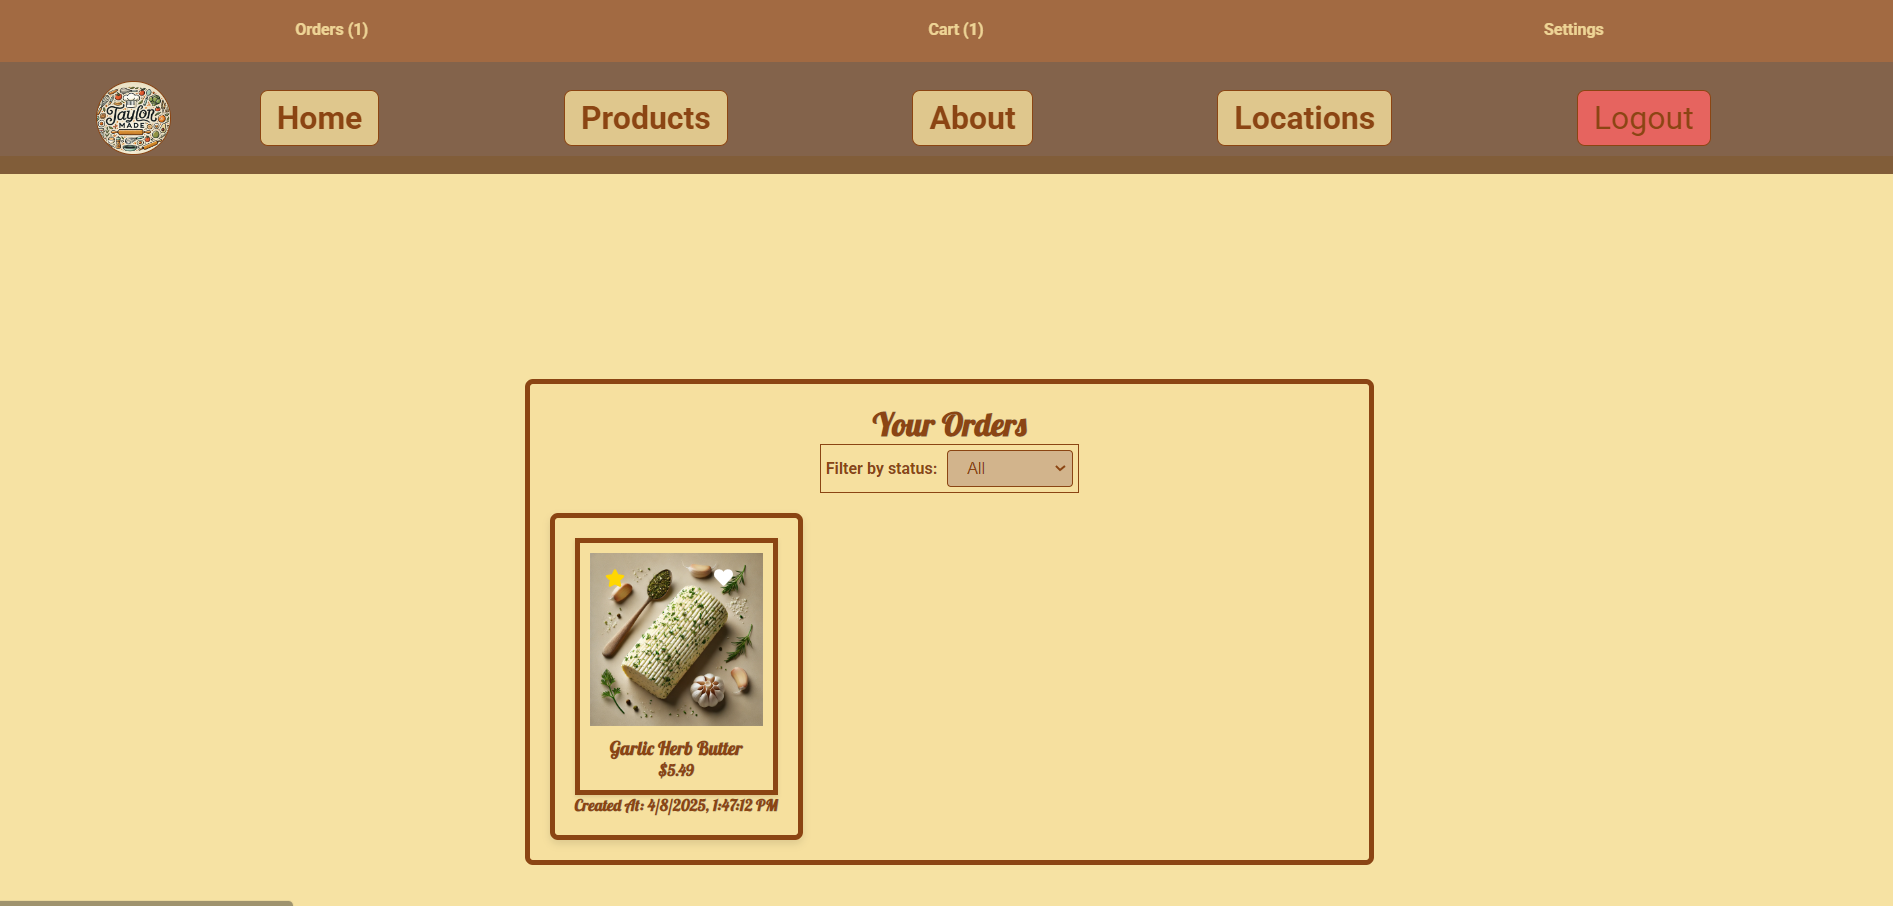 Orders (1) Cart (1) Settings
Taylon
MADE
Home Products About Locations Logout
Your Orders
Filter by status: All
Garlic Herb Butter
$5.49
Created At: 4/8/2025, 1:47:12 PM